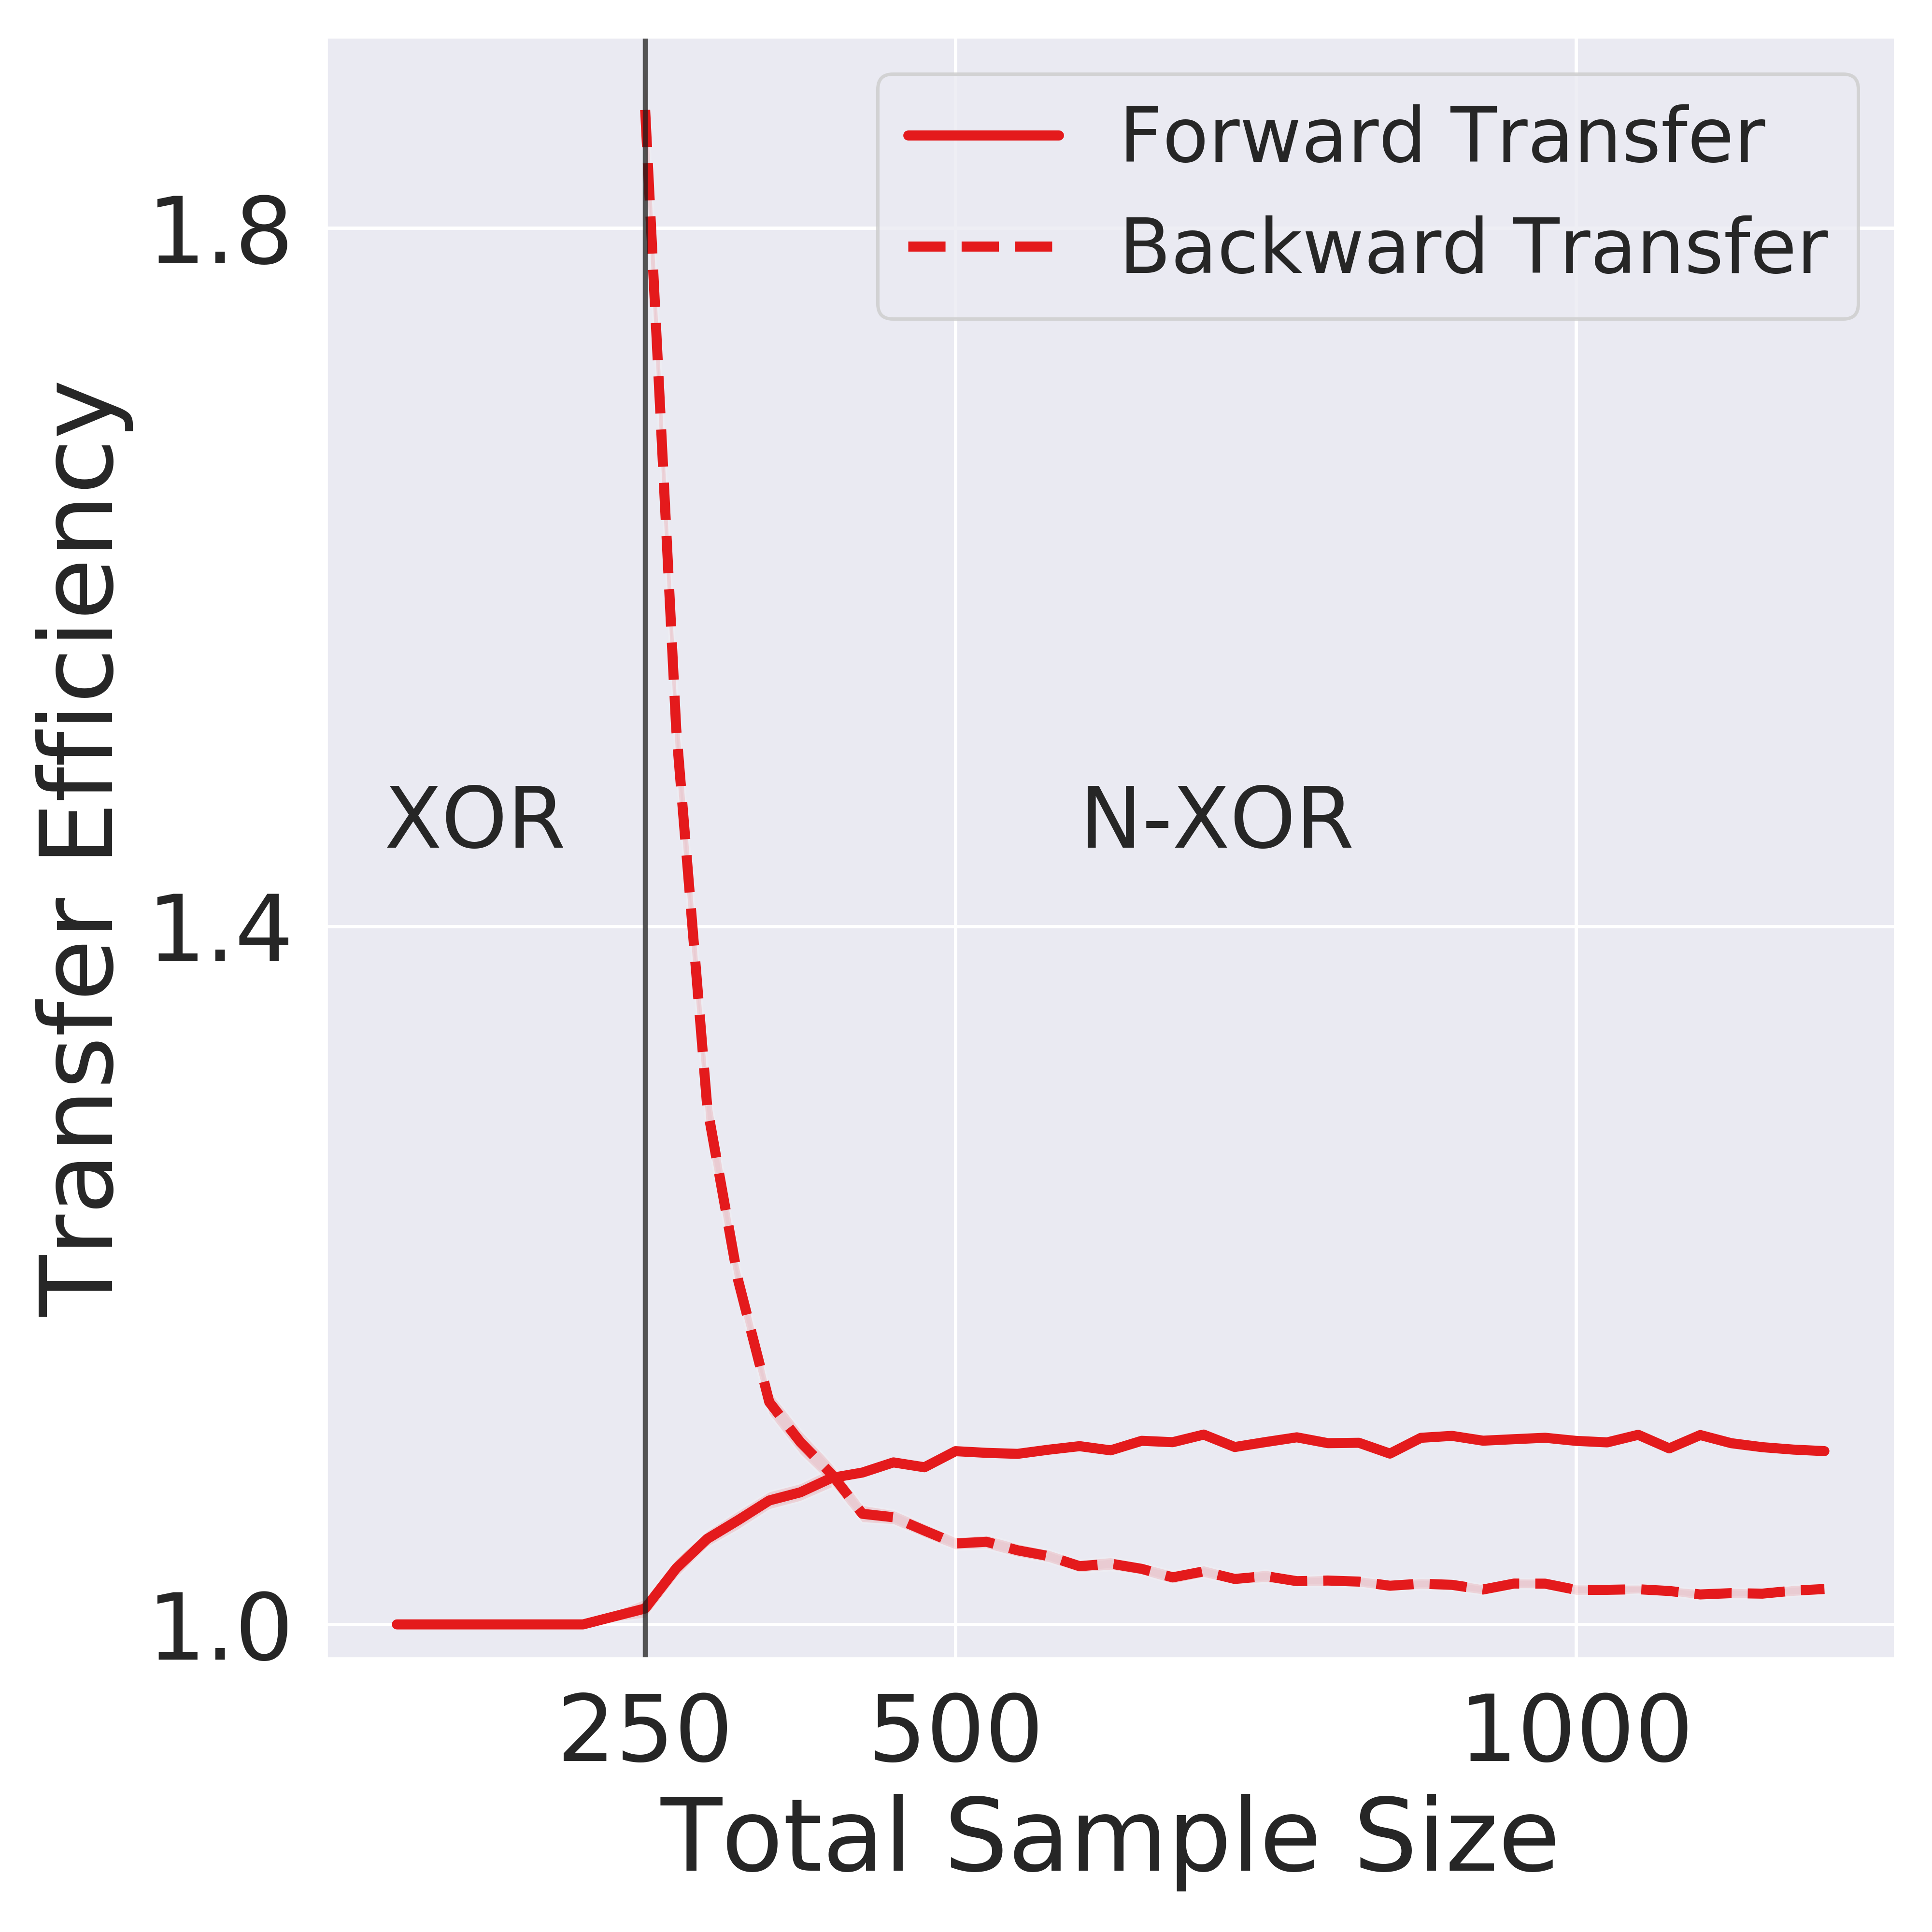 Forward Transfer
Backward Transfer
Transfer Efficiency
1.8
1.4
1.0
XOR
N-XOR
250
500
1000
Total Sample Size